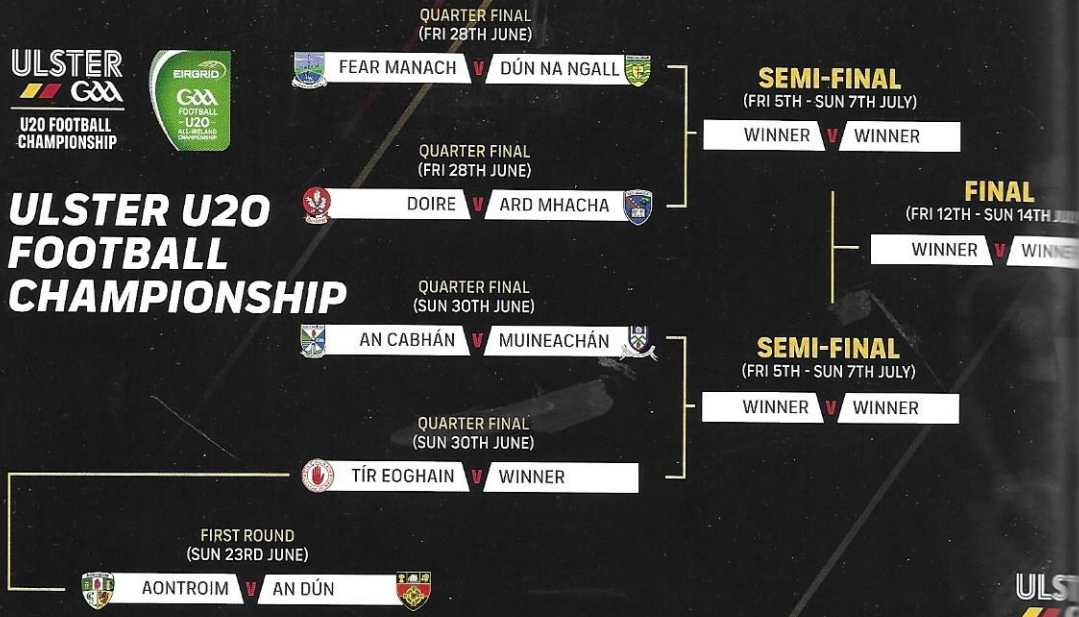 ULSTER
GAA
U20 FOOTBALL
CHAMPIONSHIP
EIRGRID
GAA
FOOTBALL
U20
ALL-IRELAND
CHAMPIONSHIP
ULSTER U20
FOOTBALL
CHAMPIONSHIP
QUARTER FINAL
(FRI 28TH JUNE)
FEAR MANACH V DÚN NA NGALL
QUARTER FINAL
(FRI 28TH JUNE)
DOIRE V ARD MHACHA
QUARTER FINAL
(SUN 30TH JUNE)
AN CABHÁN V MUINEACHÁN
QUARTER FINAL
(SUN 30TH JUNE)
TÍR EOGHAIN V WINNER
FIRST ROUND
(SUN 23RD JUNE)
AONTROIM V AN DÚN
SEMI-FINAL
(FRI 5TH - SUN 7TH JULY)
WINNER V WINNER
SEMI-FINAL
(FRI 5TH - SUN 7TH JULY)
WINNER V WINNER
FINAL
(FRI 12TH - SUN 14TH JUL
WINNER V WINNE
ULS